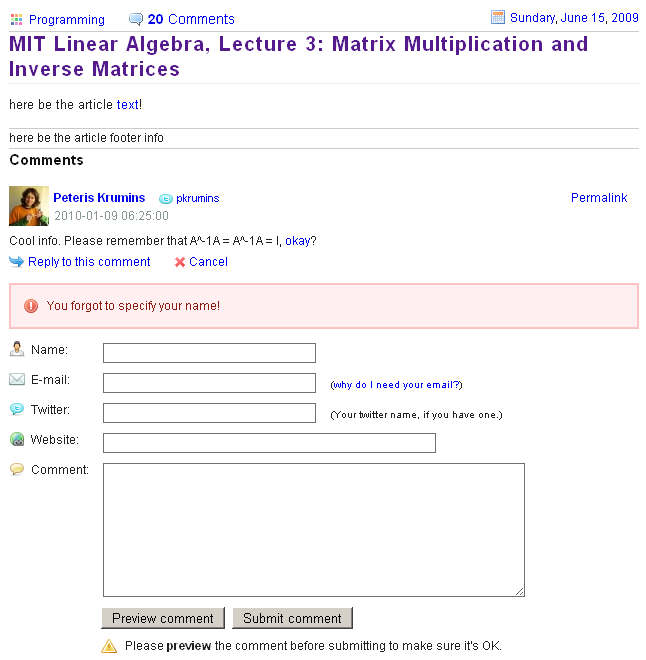 Programming 20 Comments Sundary, June 15, 2009
MIT Linear Algebra, Lecture 3: Matrix Multiplication and
Inverse Matrices
here be the article text!
here be the article footer info
Comments
Peteris Krumins pkrumins Permalink
2010-01-09 06:25:00
Cool info. Please remember that A^-1A = A^-1A = I, okay?
Reply to this comment Cancel
You forgot to specify your name!
Name:
E-mail: (why do I need your email?)
Twitter: (Your twitter name, if you have one.)
Website:
Comment:
Preview comment Submit comment
Please preview the comment before submitting to make sure it's OK.